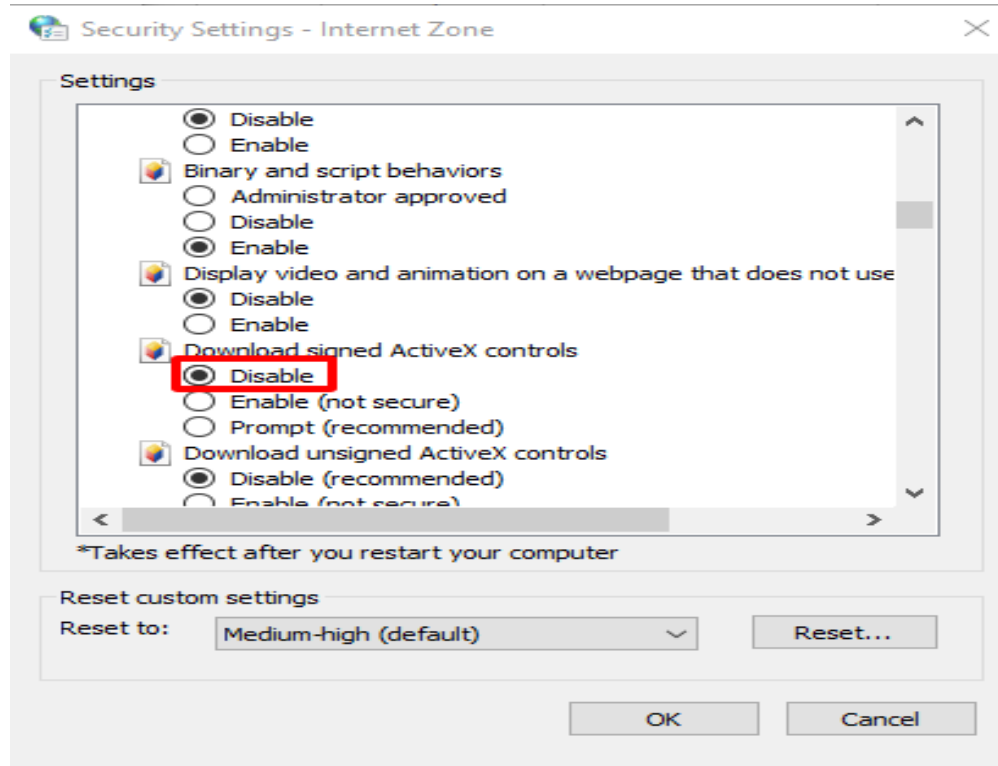 Security Settings - Internet Zone
Settings
Disable
Enable
Binary and script behaviors
Administrator approved
Disable
Enable
Display video and animation on a webpage that does not use
Disable
Enable
Download signed ActiveX controls
Disable
Enable (not secure)
Prompt (recommended)
Download unsigned ActiveX controls
Disable (recommended)
Enable (not secure)
*Takes effect after you restart your computer
Reset custom settings
Reset to:
Medium-high (default)
Reset...
OK
Cancel